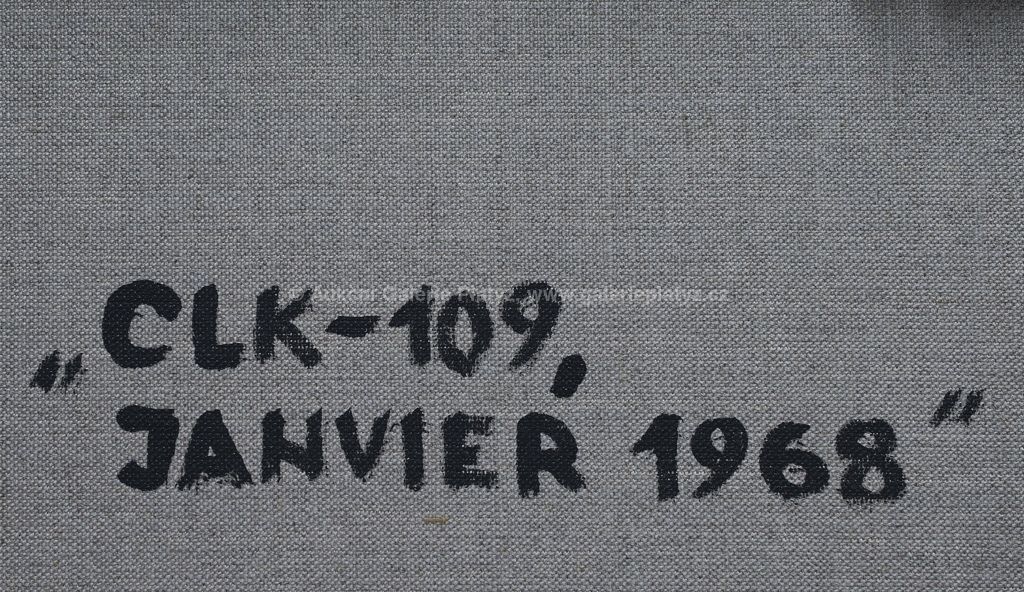 "CLK-109,
JANVIER 1968"